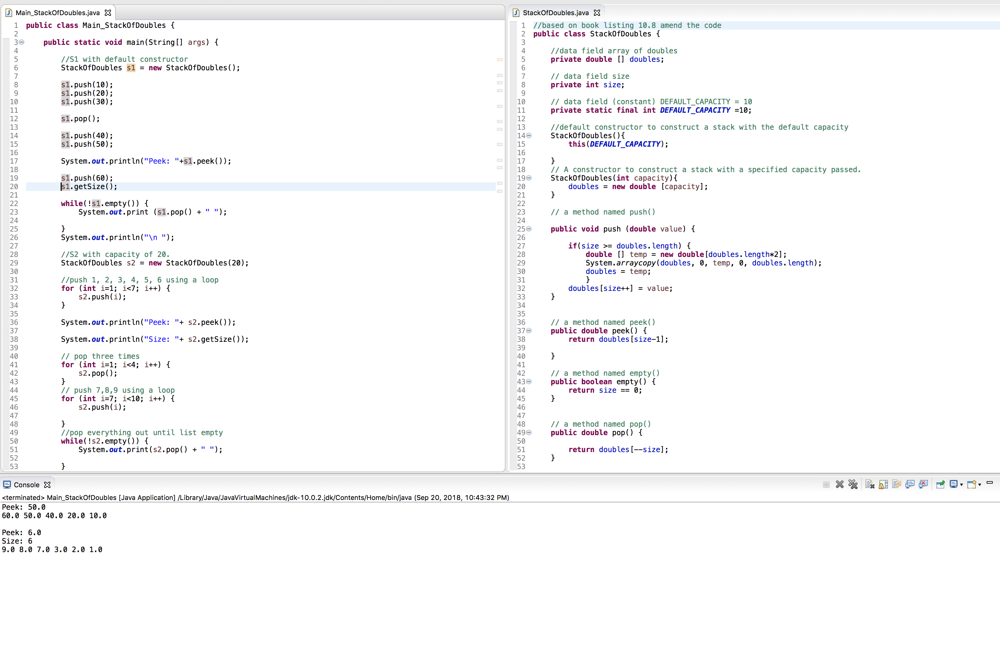 Main_StackOfDoubles.java
1 public class Main_StackOfDoubles {
2
3 public static void main(String[] args) {
4
5 //S1 with default constructor
6 StackOfDoubles s1 = new StackOfDoubles();
7
8 s1.push(10);
9 s1.push(20);
10 s1.push(30);
11
12 s1.pop();
13
14 s1.push(40);
15 s1.push(50);
16
17 System.out.println("Peek: "+s1.peek());
18
19 s1.push(60);
20 s1.getSize();
21
22 while(!s1.empty()) {
23 System.out.print (s1.pop() + " ");
24
25 }
26 System.out.println("\n ");
27
28 //S2 with capacity of 20.
29 StackOfDoubles s2 = new StackOfDoubles(20);
30
31 //push 1, 2, 3, 4, 5, 6 using a loop
32 for (int i=1; i<7; i++) {
33 s2.push(i);
34 }
35
36 System.out.println("Peek: "+ s2.peek());
37
38 System.out.println("Size: "+ s2.getSize());
39
40 // pop three times
41 for (int i=1; i<4; i++) {
42 s2.pop();
43 }
44 // push 7,8,9 using a loop
45 for (int i=7; i<10; i++) {
46 s2.push(i);
47
48 }
49 //pop everything out until list empty
50 while(!s2.empty()) {
51 System.out.print(s2.pop() + " ");
52
53 }
StackOfDoubles.java
1 //based on book listing 10.8 amend the code
2 public class StackOfDoubles {
3
4 //data field array of doubles
5 private double [] doubles;
6
7 // data field size
8 private int size;
9
10 // data field (constant) DEFAULT_CAPACITY = 10
11 private static final int DEFAULT_CAPACITY =10;
12
13 //default constructor to construct a stack with the default capacity
14 StackOfDoubles(){
15 this(DEFAULT_CAPACITY);
16
17 }
18 // A constructor to construct a stack with a specified capacity passed.
19 StackOfDoubles(int capacity){
20 doubles = new double [capacity];
21 }
22
23 // a method named push()
24
25 public void push (double value) {
26
27 if(size >= doubles.length) {
28 double [] temp = new double[doubles.length*2];
29 System.arraycopy(doubles, 0, temp, 0, doubles.length);
30 doubles = temp;
31 }
32 doubles[size++] = value;
33 }
34
35
36 // a method named peek()
37 public double peek() {
38 return doubles[size-1];
39
40 }
41
42 // a method named empty()
43 public boolean empty() {
44 return size == 0;
45 }
46
47
48 // a method named pop()
49 public double pop() {
50
51 return doubles[--size];
52 }
53
Console
<terminated> Main_StackOfDoubles [Java Application] /Library/Java/JavaVirtualMachines/jdk-10.0.2.jdk/Contents/Home/bin/java (Sep 20, 2018, 10:43:32 PM)
Peek: 50.0
60.0 50.0 40.0 20.0 10.0

Peek: 6.0
Size: 6
9.0 8.0 7.0 3.0 2.0 1.0